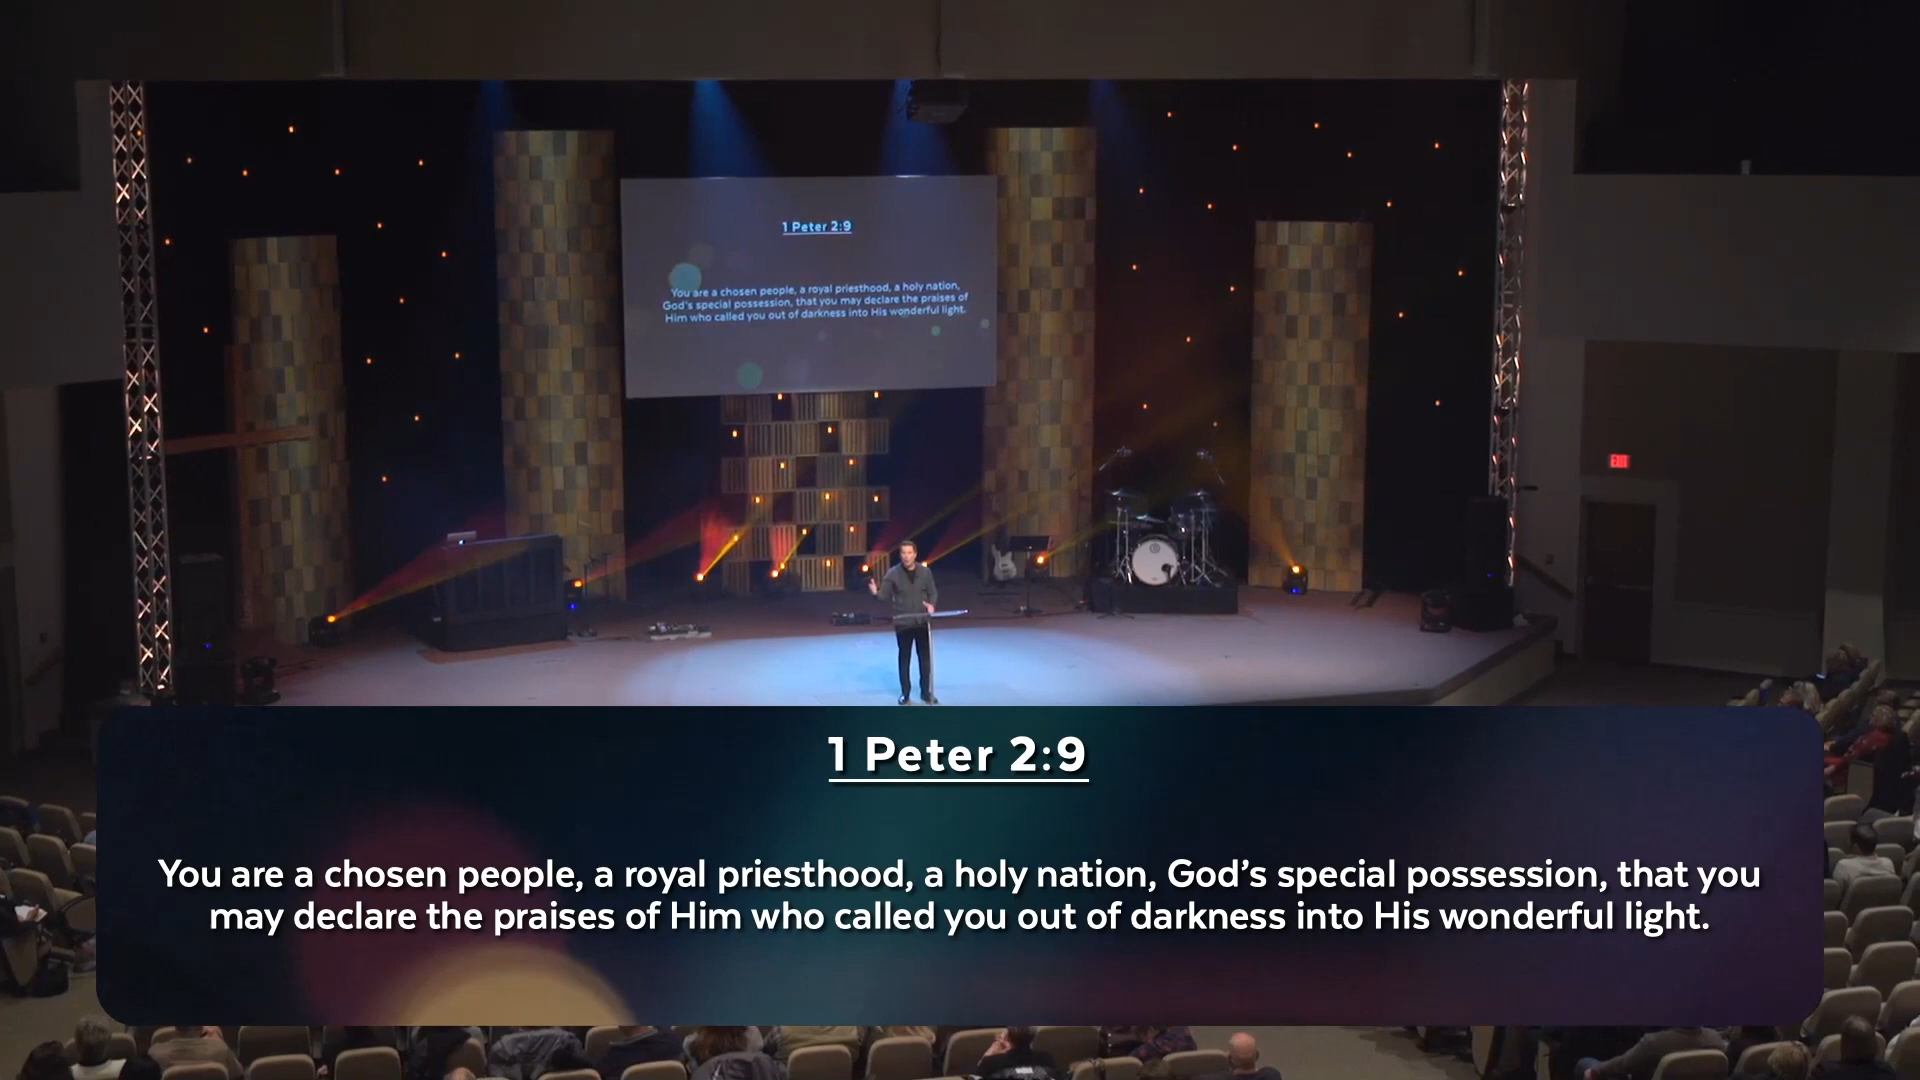 1 Peter 2:9
You are a chosen people, a royal priesthood, a holy nation,
God's special possession, that you may declare the praises of
Him who called you out of darkness into His wonderful light.
EXIT
1 Peter 2:9
You are a chosen people, a royal priesthood, a holy nation, God’s special possession, that you
may declare the praises of Him who called you out of darkness into His wonderful light.